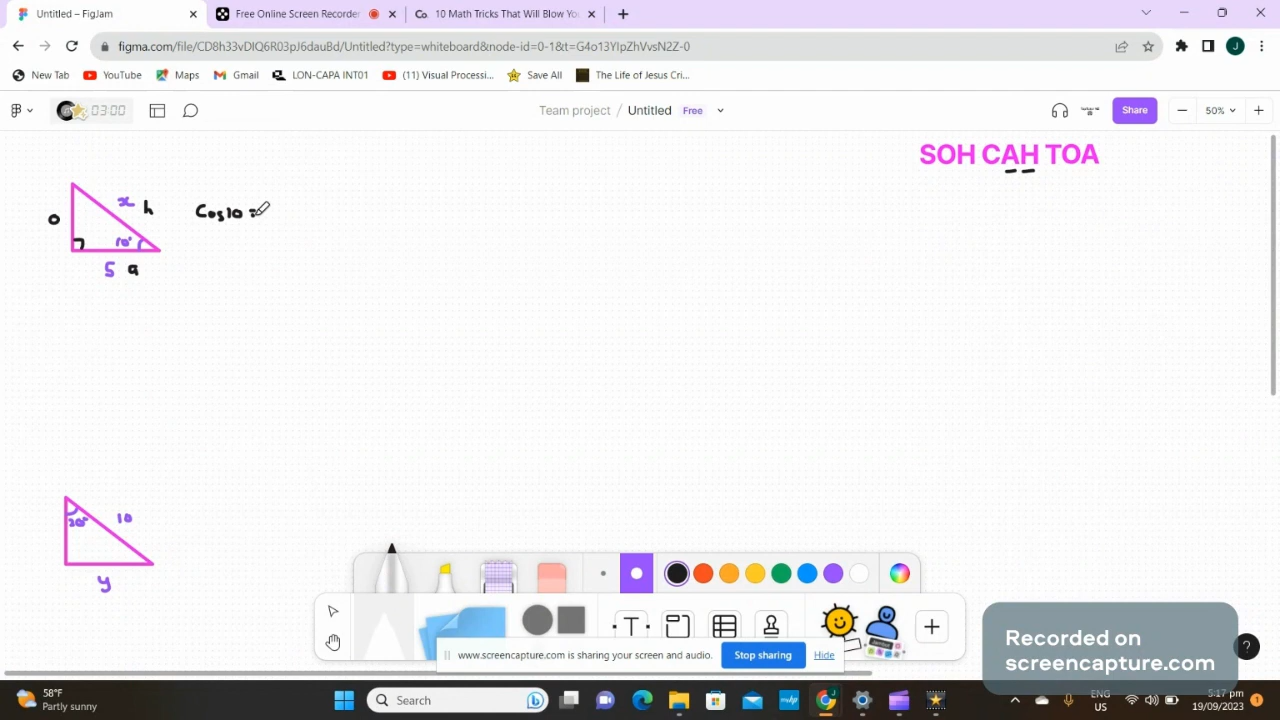 Untitled – FigJam
Free Online Screen Recorder
Co. 10 Math Tricks That Will Blow Yo
figma.com/file/CD8h33vDIQ6R03pJ6dauBd/Untitled?type=whiteboard&node-id=0-1&t=G4o13YIpZhVvsN2Z-0
New Tab YouTube Maps Gmail LON-CAPA INT01 (11) Visual Processi... Save All The Life of Jesus Cri...
03:00 Team project / Untitled Free Share 50%
SOH CAH TOA
x h
o
Cos10 =
10°
5 a
20° 10
y
T
www.screencapture.com is sharing your screen and audio. Stop sharing Hide
Recorded on
screencapture.com
?
58°F
Partly sunny
Search
ENG
US
5:17 pm
19/09/2023
1